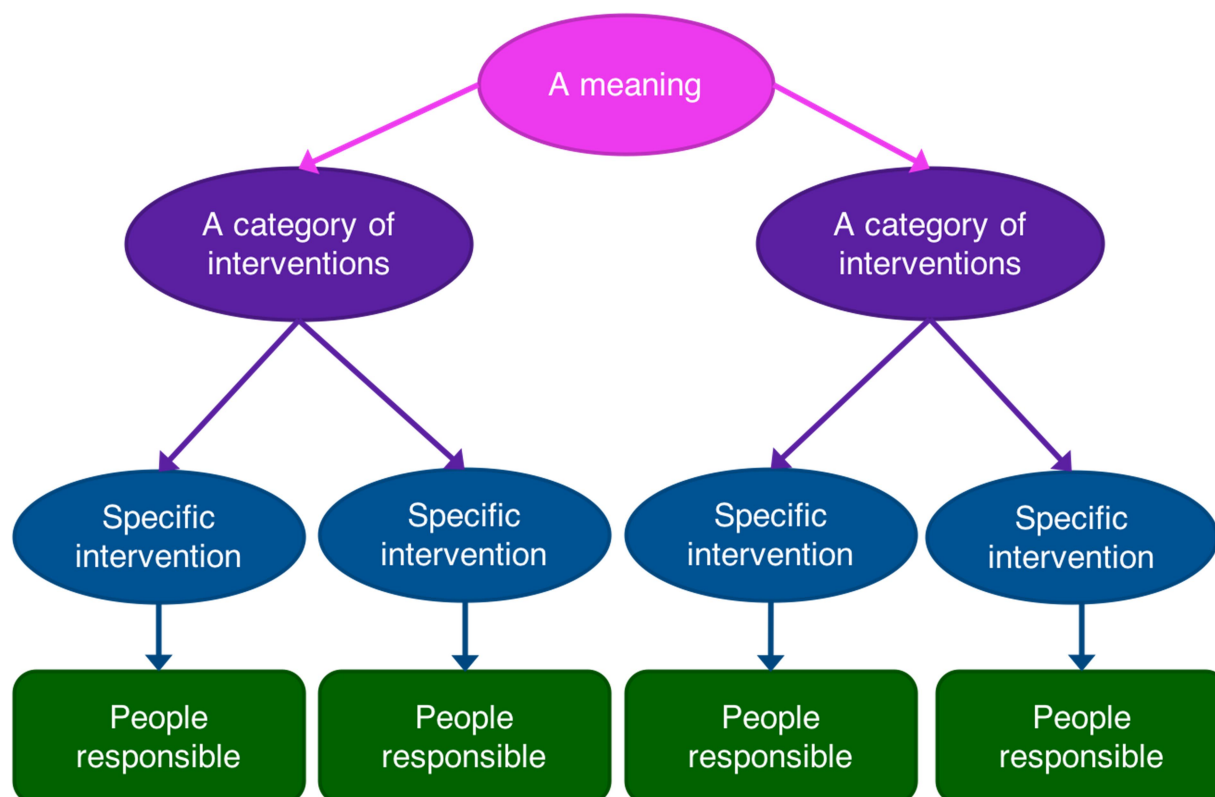 A meaning
A category of
interventions
A category of
interventions
Specific
intervention
Specific
intervention
Specific
intervention
Specific
intervention
People
responsible
People
responsible
People
responsible
People
responsible